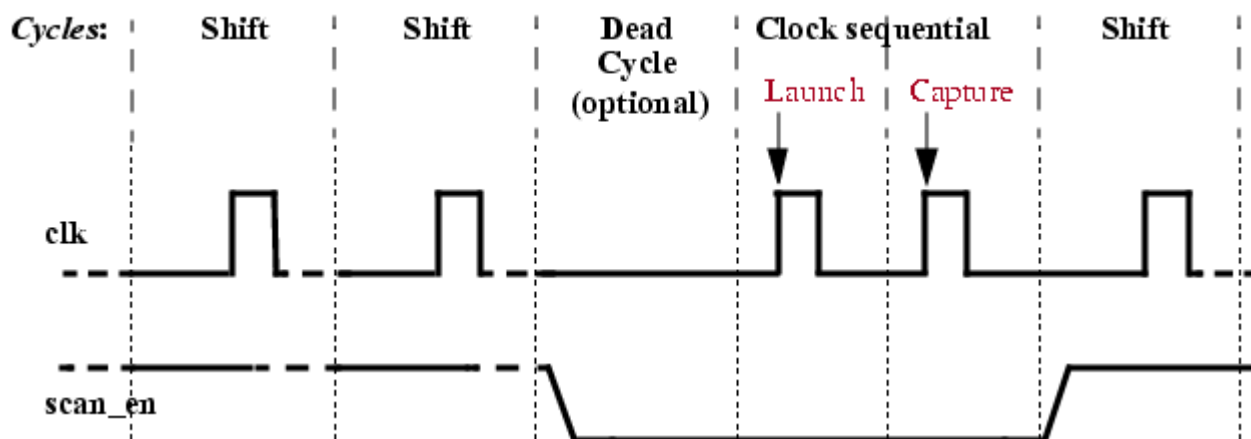 Cycles: Shift Shift Dead Clock sequential Shift
Cycle
(optional)
Launch Capture
clk
scan_en